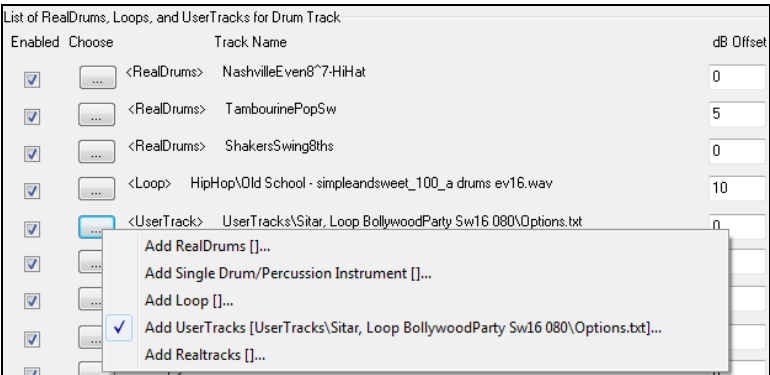 List of RealDrums, Loops, and UserTracks for Drum Track
Enabled Choose Track Name dB Offset
... <RealDrums> NashvilleEven8^7-HiHat 0
... <RealDrums> TambourinePopSw 5
... <RealDrums> ShakersSwing8ths 0
... <Loop> HipHop\Old School - simpleandsweet_100_a drums ev16.wav 10
... <UserTrack> UserTracks\Sitar, Loop BollywoodParty Sw16 080\Options.txt 0
Add RealDrums []...
Add Single Drum/Percussion Instrument []...
Add Loop []...
Add UserTracks [UserTracks\Sitar, Loop BollywoodParty Sw16 080\Options.txt]...
Add Realtracks []...